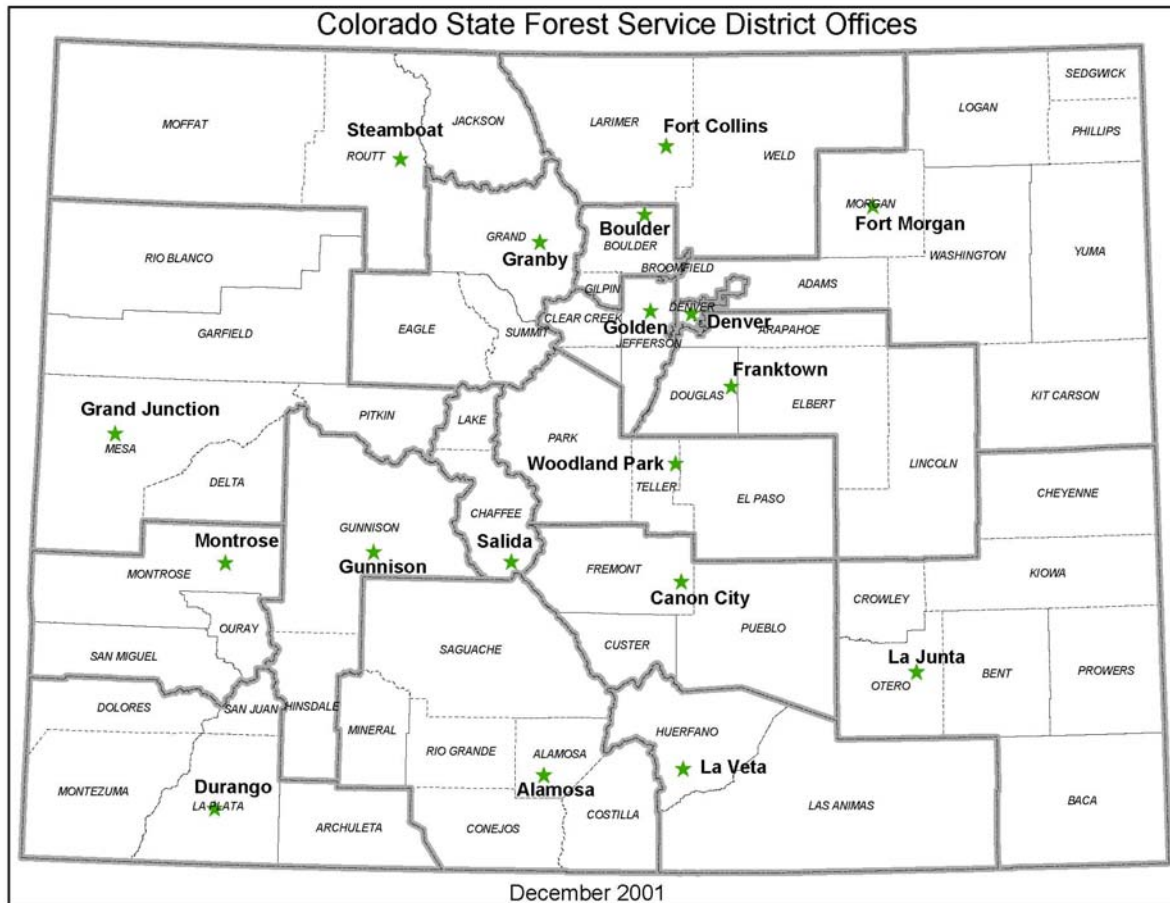 Colorado State Forest Service District Offices
SEDGWICK
LOGAN
MOFFAT
Steamboat
JACKSON
LARIMER
Fort Collins
PHILLIPS
ROUTT
WELD
MORGAN
Fort Morgan
Boulder
BOULDER
GRAND
Granby
RIO BLANCO
WASHINGTON
YUMA
BROOMFIELD
GILPIN
ADAMS
CLEAR CREEK
DENVER
Denver
Golden
JEFFERSON
ARAPAHOE
GARFIELD
EAGLE
SUMMIT
Franktown
DOUGLAS
ELBERT
KIT CARSON
Grand Junction
MESA
PITKIN
LAKE
PARK
Woodland Park
TELLER
EL PASO
LINCOLN
DELTA
CHEYENNE
CHAFFEE
GUNNISON
Gunnison
Salida
Montrose
MONTROSE
FREMONT
Canon City
KIOWA
CROWLEY
OURAY
PUEBLO
CUSTER
SAGUACHE
SAN MIGUEL
La Junta
OTERO
BENT
PROWERS
DOLORES
SAN JUAN
HINSDALE
MINERAL
RIO GRANDE
ALAMOSA
Alamosa
HUERFANO
La Veta
MONTEZUMA
Durango
LA PLATA
ARCHULETA
CONEJOS
COSTILLA
LAS ANIMAS
BACA
December 2001